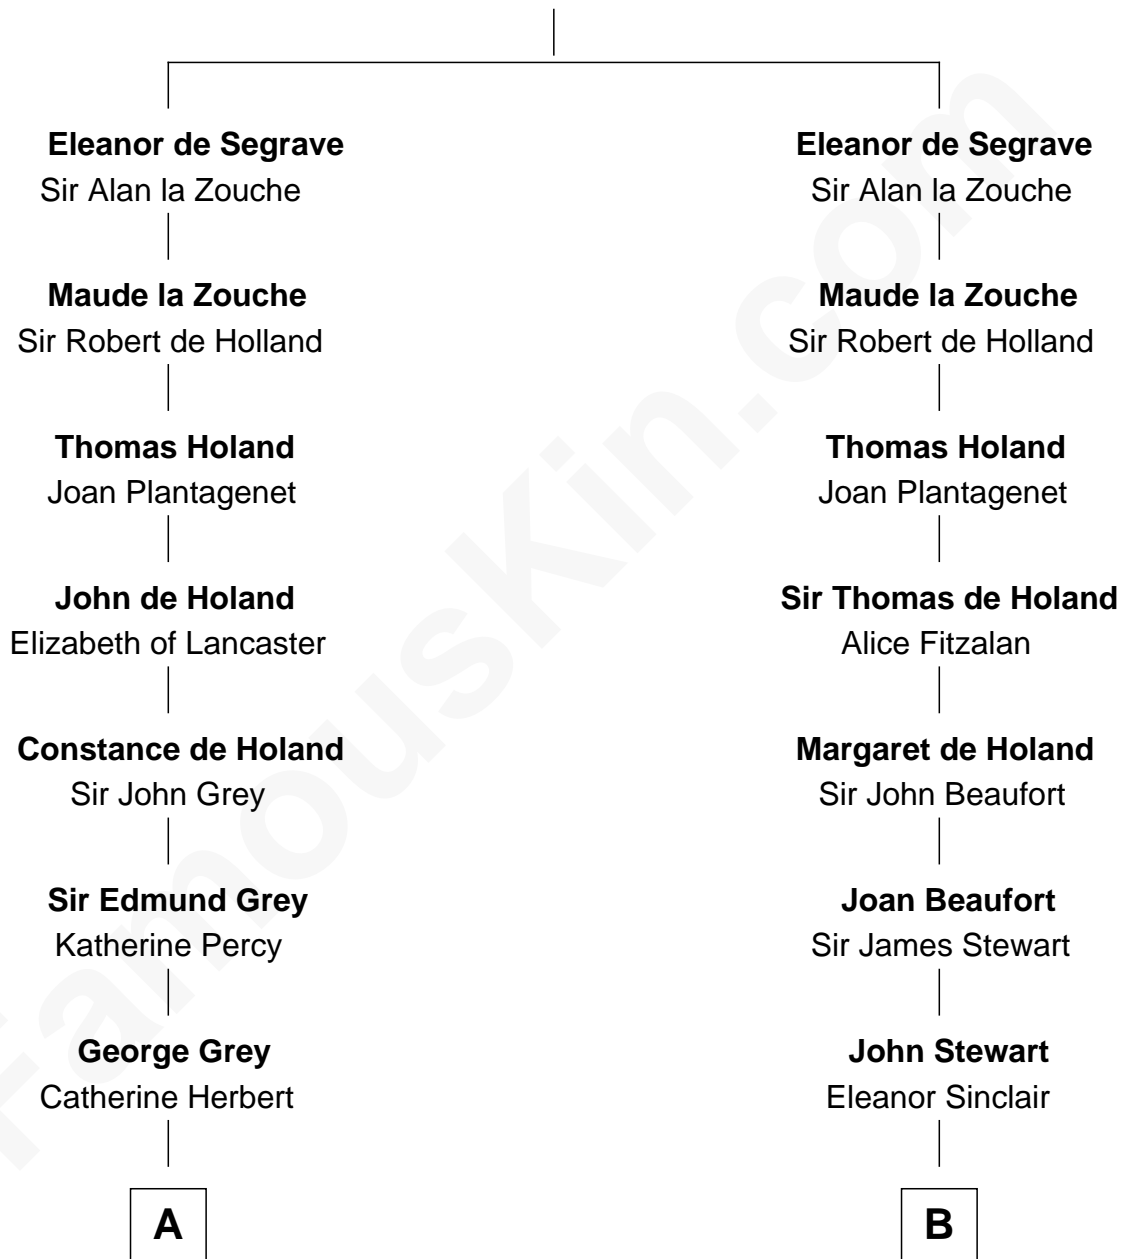 Eleanor de Segrave
Sir Alan la Zouche
Maude la Zouche
Sir Robert de Holland
Thomas Holand
Joan Plantagenet
John de Holand
Elizabeth of Lancaster
Constance de Holand
Sir John Grey
Sir Edmund Grey
Katherine Percy
George Grey
Catherine Herbert
A
Eleanor de Segrave
Sir Alan la Zouche
Maude la Zouche
Sir Robert de Holland
Thomas Holand
Joan Plantagenet
Sir Thomas de Holand
Alice Fitzalan
Margaret de Holand
Sir John Beaufort
Joan Beaufort
Sir James Stewart
John Stewart
Eleanor Sinclair
B
FamousKin.com